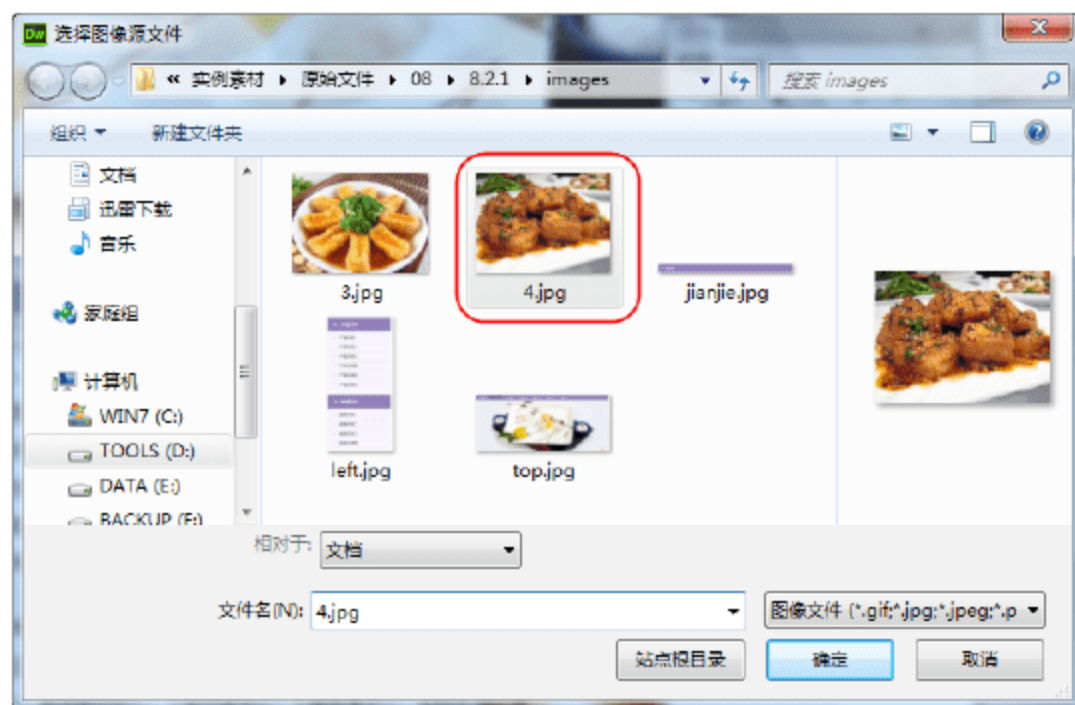 Dw 选择图像源文件
« 实例素材 ▸ 原始文件 ▸ 08 ▸ 8.2.1 ▸ images
搜索 images
组织 新建文件夹
文档
迅雷下载
音乐
家庭组
计算机
WIN7 (C:)
TOOLS (D:)
DATA (E:)
BACKUP (F:)
3.jpg
4.jpg
jianjie.jpg
left.jpg
top.jpg
相对于: 文档
文件名(N): 4.jpg
图像文件 (*.gif;*.jpg;*.jpeg;*.p
站点根目录 确定 取消